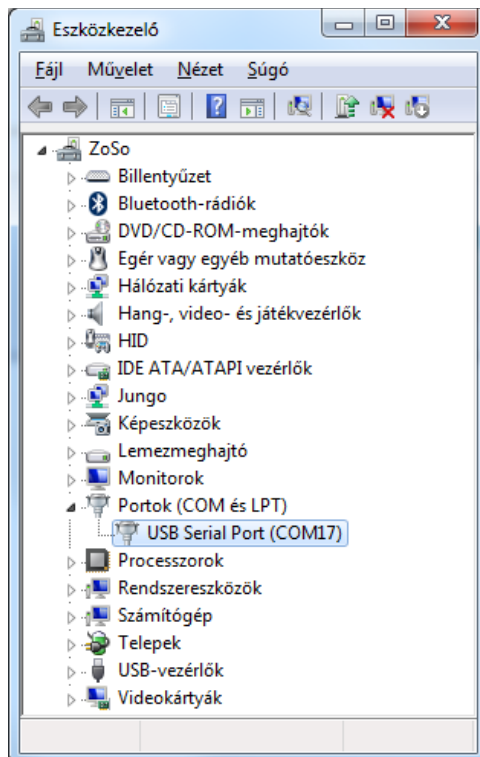 Eszközkezelő
Fájl Művelet Nézet Súgó
ZoSo
Billentyűzet
Bluetooth-rádiók
DVD/CD-ROM-meghajtók
Egér vagy egyéb mutatóeszköz
Hálózati kártyák
Hang-, video- és játékvezérlők
HID
IDE ATA/ATAPI vezérlők
Jungo
Képeszközök
Lemezmeghajtó
Monitorok
Portok (COM és LPT)
USB Serial Port (COM17)
Processzorok
Rendszereszközök
Számítógép
Telepek
USB-vezérlők
Videokártyák